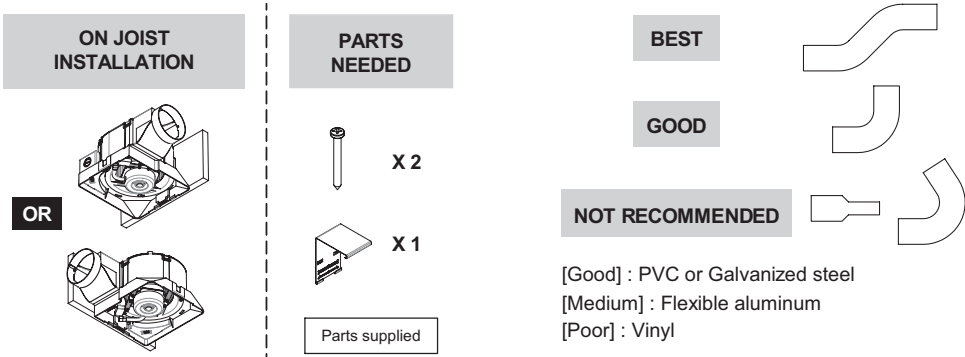 ON JOIST
INSTALLATION
OR
PARTS
NEEDED
X 2
X 1
Parts supplied
BEST
GOOD
NOT RECOMMENDED
[Good] : PVC or Galvanized steel
[Medium] : Flexible aluminum
[Poor] : Vinyl